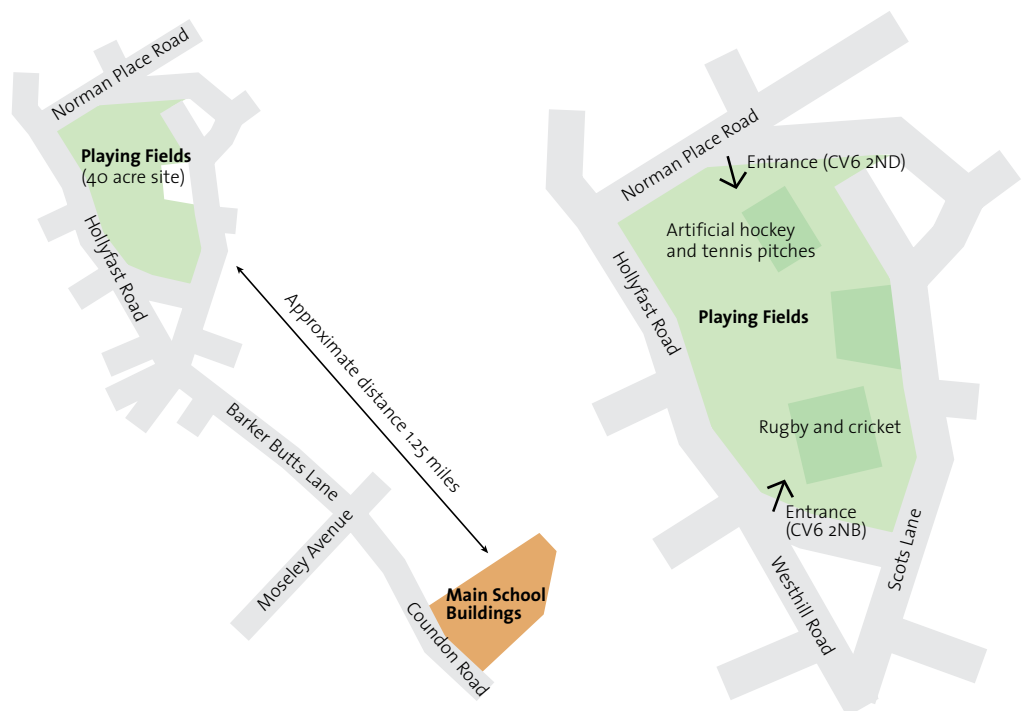 Norman Place Road
Playing Fields
(40 acre site)
Hollyfast Road
Approximate distance 1.25 miles
Barker Butts Lane
Moseley Avenue
Main School
Buildings
Coundon Road
Norman Place Road
Entrance (CV6 2ND)
Artificial hockey
and tennis pitches
Hollyfast Road
Playing Fields
Rugby and cricket
Entrance
(CV6 2NB)
Scots Lane
Westhill Road